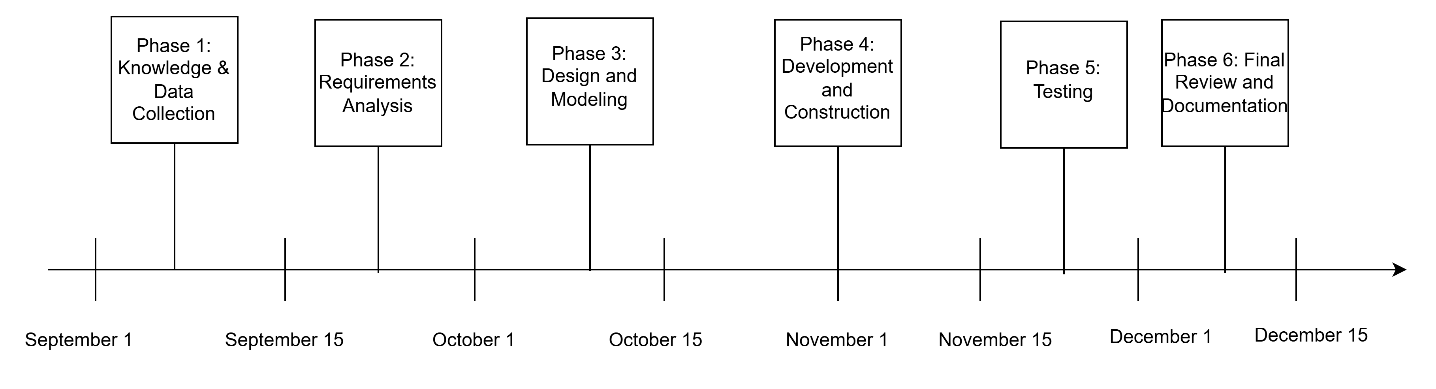 Phase 1:
Knowledge &
Data
Collection
Phase 2:
Requirements
Analysis
Phase 3:
Design and
Modeling
Phase 4:
Development
and
Construction
Phase 5:
Testing
Phase 6: Final
Review and
Documentation
September 1
September 15
October 1
October 15
November 1
November 15
December 1
December 15